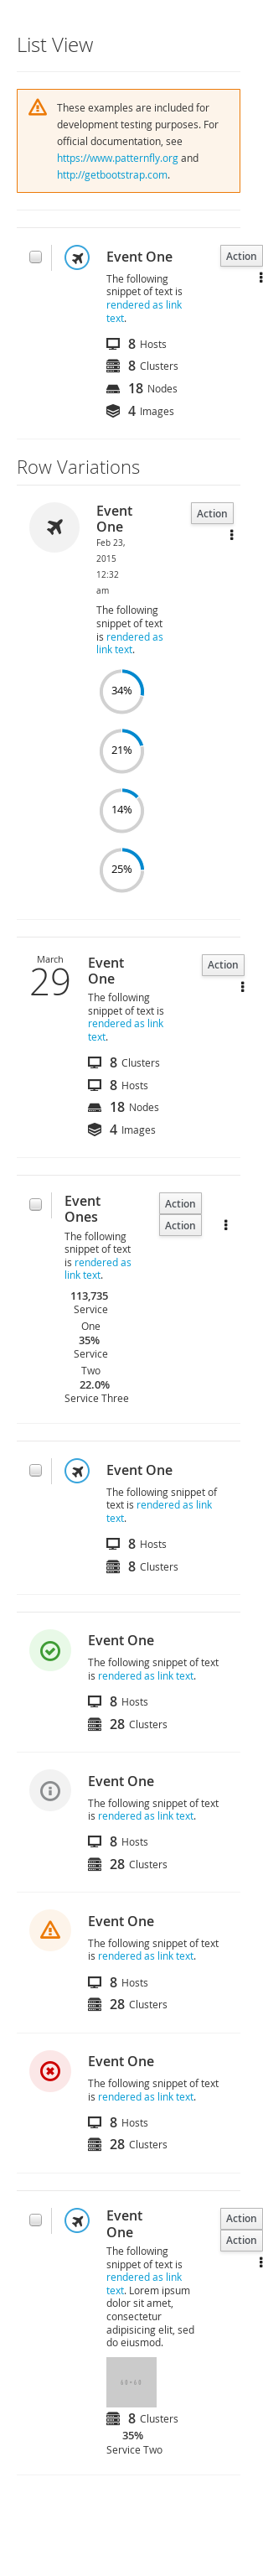 List View
These examples are included for
development testing purposes. For
official documentation, see
https://www.patternfly.org and
http://getbootstrap.com.
Event One
Action
The following
snippet of text is
rendered as link
text.
8 Hosts
8 Clusters
18 Nodes
4 Images
Row Variations
Event
One
Action
Feb 23,
2015
12:32
am
The following
snippet of text
is rendered as
link text.
34%
21%
14%
25%
March
29
Event
One
Action
The following
snippet of text is
rendered as link
text.
8 Clusters
8 Hosts
18 Nodes
4 Images
Event
Ones
Action
Action
The following
snippet of text
is rendered as
link text.
113,735
Service
One
35%
Service
Two
22.0%
Service Three
Event One
The following snippet of
text is rendered as link
text.
8 Hosts
8 Clusters
Event One
The following snippet of text
is rendered as link text.
8 Hosts
28 Clusters
Event One
The following snippet of text
is rendered as link text.
8 Hosts
28 Clusters
Event One
The following snippet of text
is rendered as link text.
8 Hosts
28 Clusters
Event One
The following snippet of text
is rendered as link text.
8 Hosts
28 Clusters
Event
One
Action
Action
The following
snippet of text is
rendered as link
text. Lorem ipsum
dolor sit amet,
consectetur
adipisicing elit, sed
do eiusmod.
60×60
8 Clusters
35%
Service Two